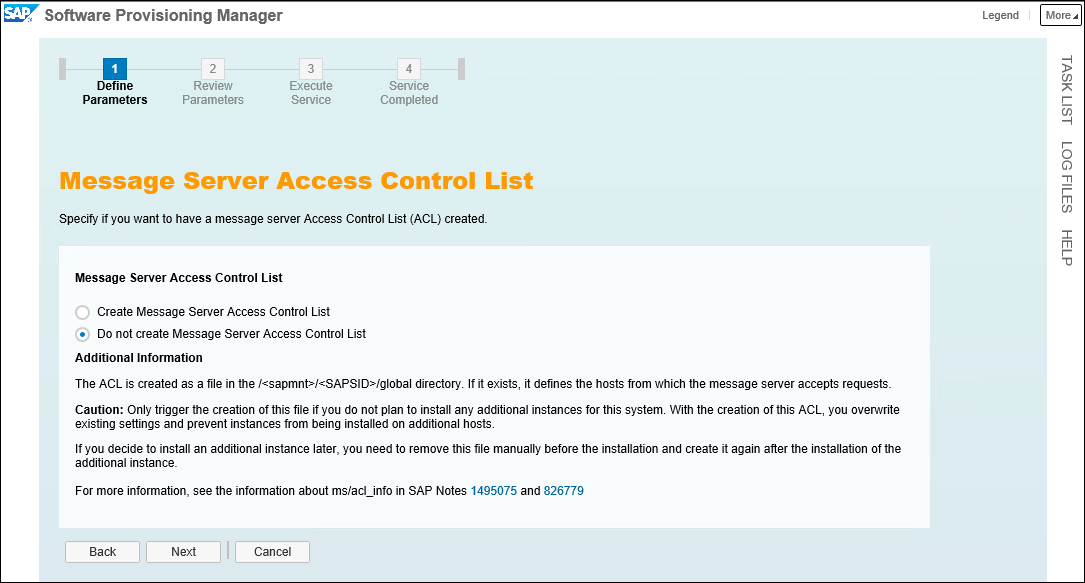 SAP Software Provisioning Manager
Legend
More
1
2
3
4
Define
Parameters
Review
Parameters
Execute
Service
Service
Completed
TASK LIST
LOG FILES
HELP
Message Server Access Control List
Specify if you want to have a message server Access Control List (ACL) created.
Message Server Access Control List
Create Message Server Access Control List
Do not create Message Server Access Control List
Additional Information
The ACL is created as a file in the /<sapmnt>/<SAPSID>/global directory. If it exists, it defines the hosts from which the message server accepts requests.
Caution: Only trigger the creation of this file if you do not plan to install any additional instances for this system. With the creation of this ACL, you overwrite
existing settings and prevent instances from being installed on additional hosts.
If you decide to install an additional instance later, you need to remove this file manually before the installation and create it again after the installation of the
additional instance.
For more information, see the information about ms/acl_info in SAP Notes 1495075 and 826779
Back
Next
Cancel